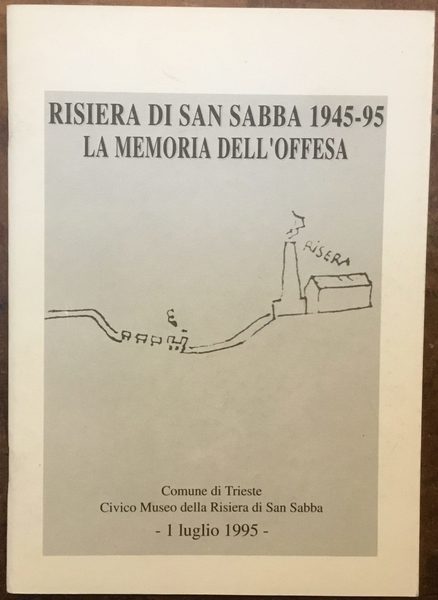 RISIERA DI SAN SABBA 1945-95
LA MEMORIA DELL'OFFESA
RISERA
Comune di Trieste
Civico Museo della Risiera di San Sabba
- 1 luglio 1995 -